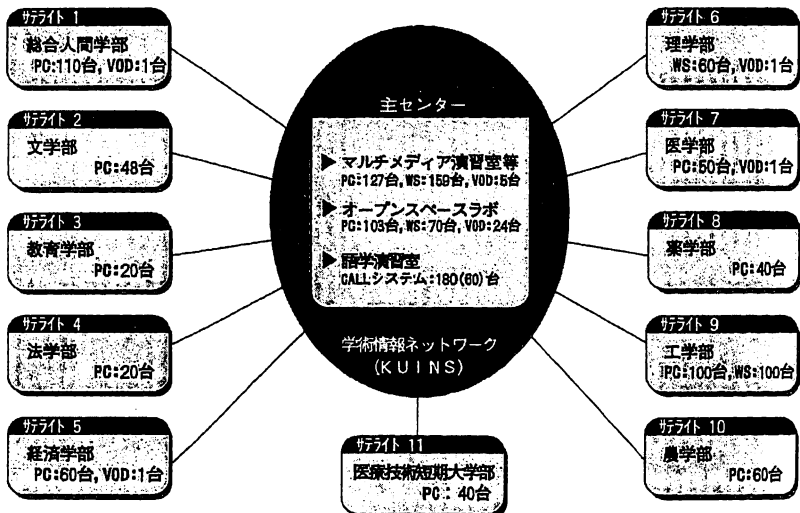 サテライト 1
総合人間学部
PC:110台, VOD:1台
サテライト 2
文学部
PC:48台
サテライト 3
教育学部
PC:20台
サテライト 4
法学部
PC:20台
サテライト 5
経済学部
PC:60台, VOD:1台
主センター
▶ マルチメディア演習室等
PC:127台, WS:159台, VOD:5台
▶ オープンスペースラボ
PC:103台, WS:70台, VOD:24台
▶ 語学演習室
CALLシステム:180(60)台
学術情報ネットワーク
(KUINS)
サテライト 11
医療技術短期大学部
PC: 40台
サテライト 6
理学部
WS:60台, VOD:1台
サテライト 7
医学部
PC:50台, VOD:1台
サテライト 8
薬学部
PC:40台
サテライト 9
工学部
PC:100台, WS:100台
サテライト 10
農学部
PC:60台